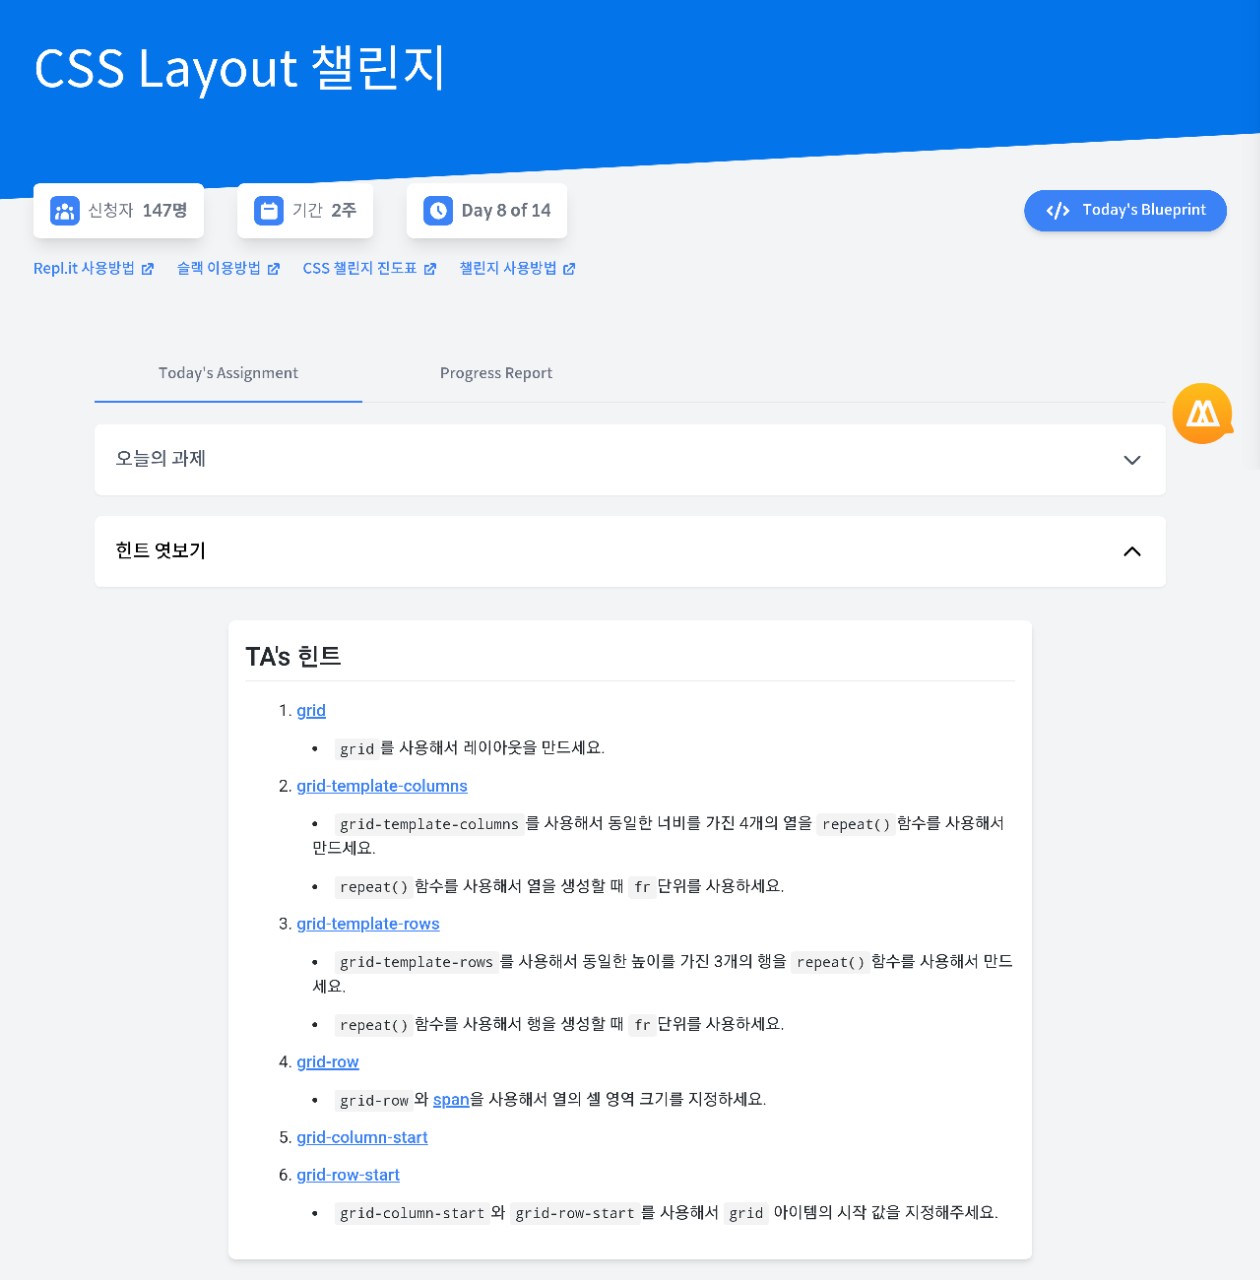 CSS Layout 챌린지
신청자 147명
기간 2주
Day 8 of 14
Today's Blueprint
Repl.it 사용방법
슬랙 이용방법
CSS 챌린지 진도표
챌린지 사용방법
Today's Assignment
Progress Report
오늘의 과제
힌트 엿보기
TA's 힌트
1. grid
• grid 를 사용해서 레이아웃을 만드세요.
2. grid-template-columns
• grid-template-columns 를 사용해서 동일한 너비를 가진 4개의 열을 repeat() 함수를 사용해서
만드세요.
• repeat() 함수를 사용해서 열을 생성할 때 fr 단위를 사용하세요.
3. grid-template-rows
• grid-template-rows 를 사용해서 동일한 높이를 가진 3개의 행을 repeat() 함수를 사용해서 만드
세요.
• repeat() 함수를 사용해서 행을 생성할 때 fr 단위를 사용하세요.
4. grid-row
• grid-row 와 span을 사용해서 열의 셀 영역 크기를 지정하세요.
5. grid-column-start
6. grid-row-start
• grid-column-start 와 grid-row-start 를 사용해서 grid 아이템의 시작 값을 지정해주세요.